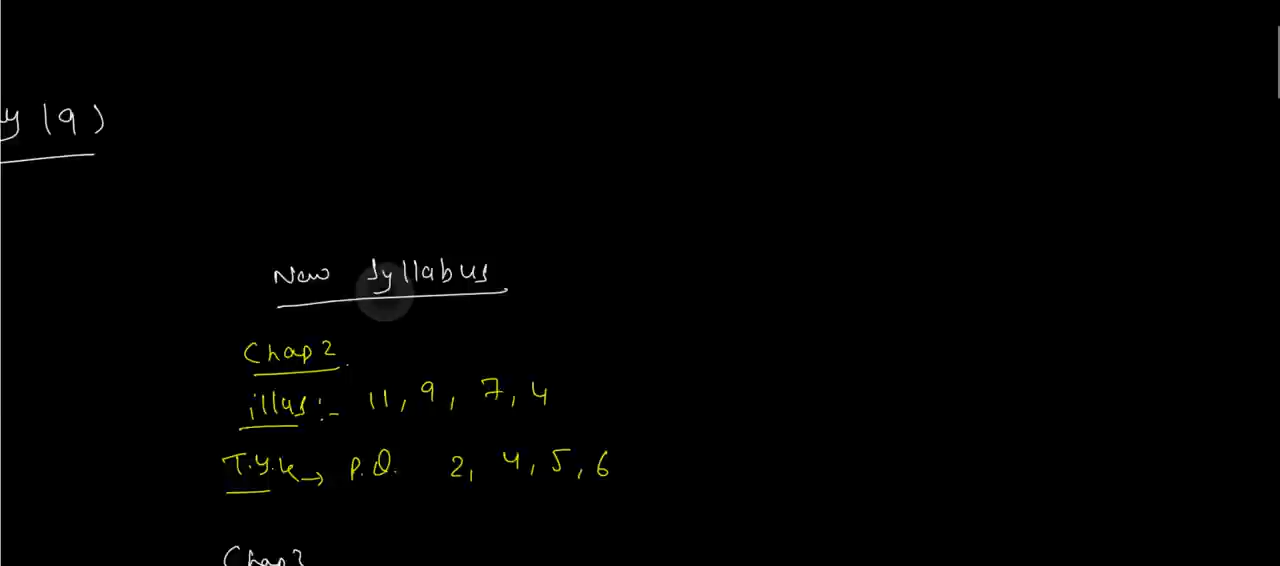 y (9)
New Syllabus
Chap 2.
illus :- 11, 9, 7, 4
T.Y.K → P.Q. 2, 4, 5, 6